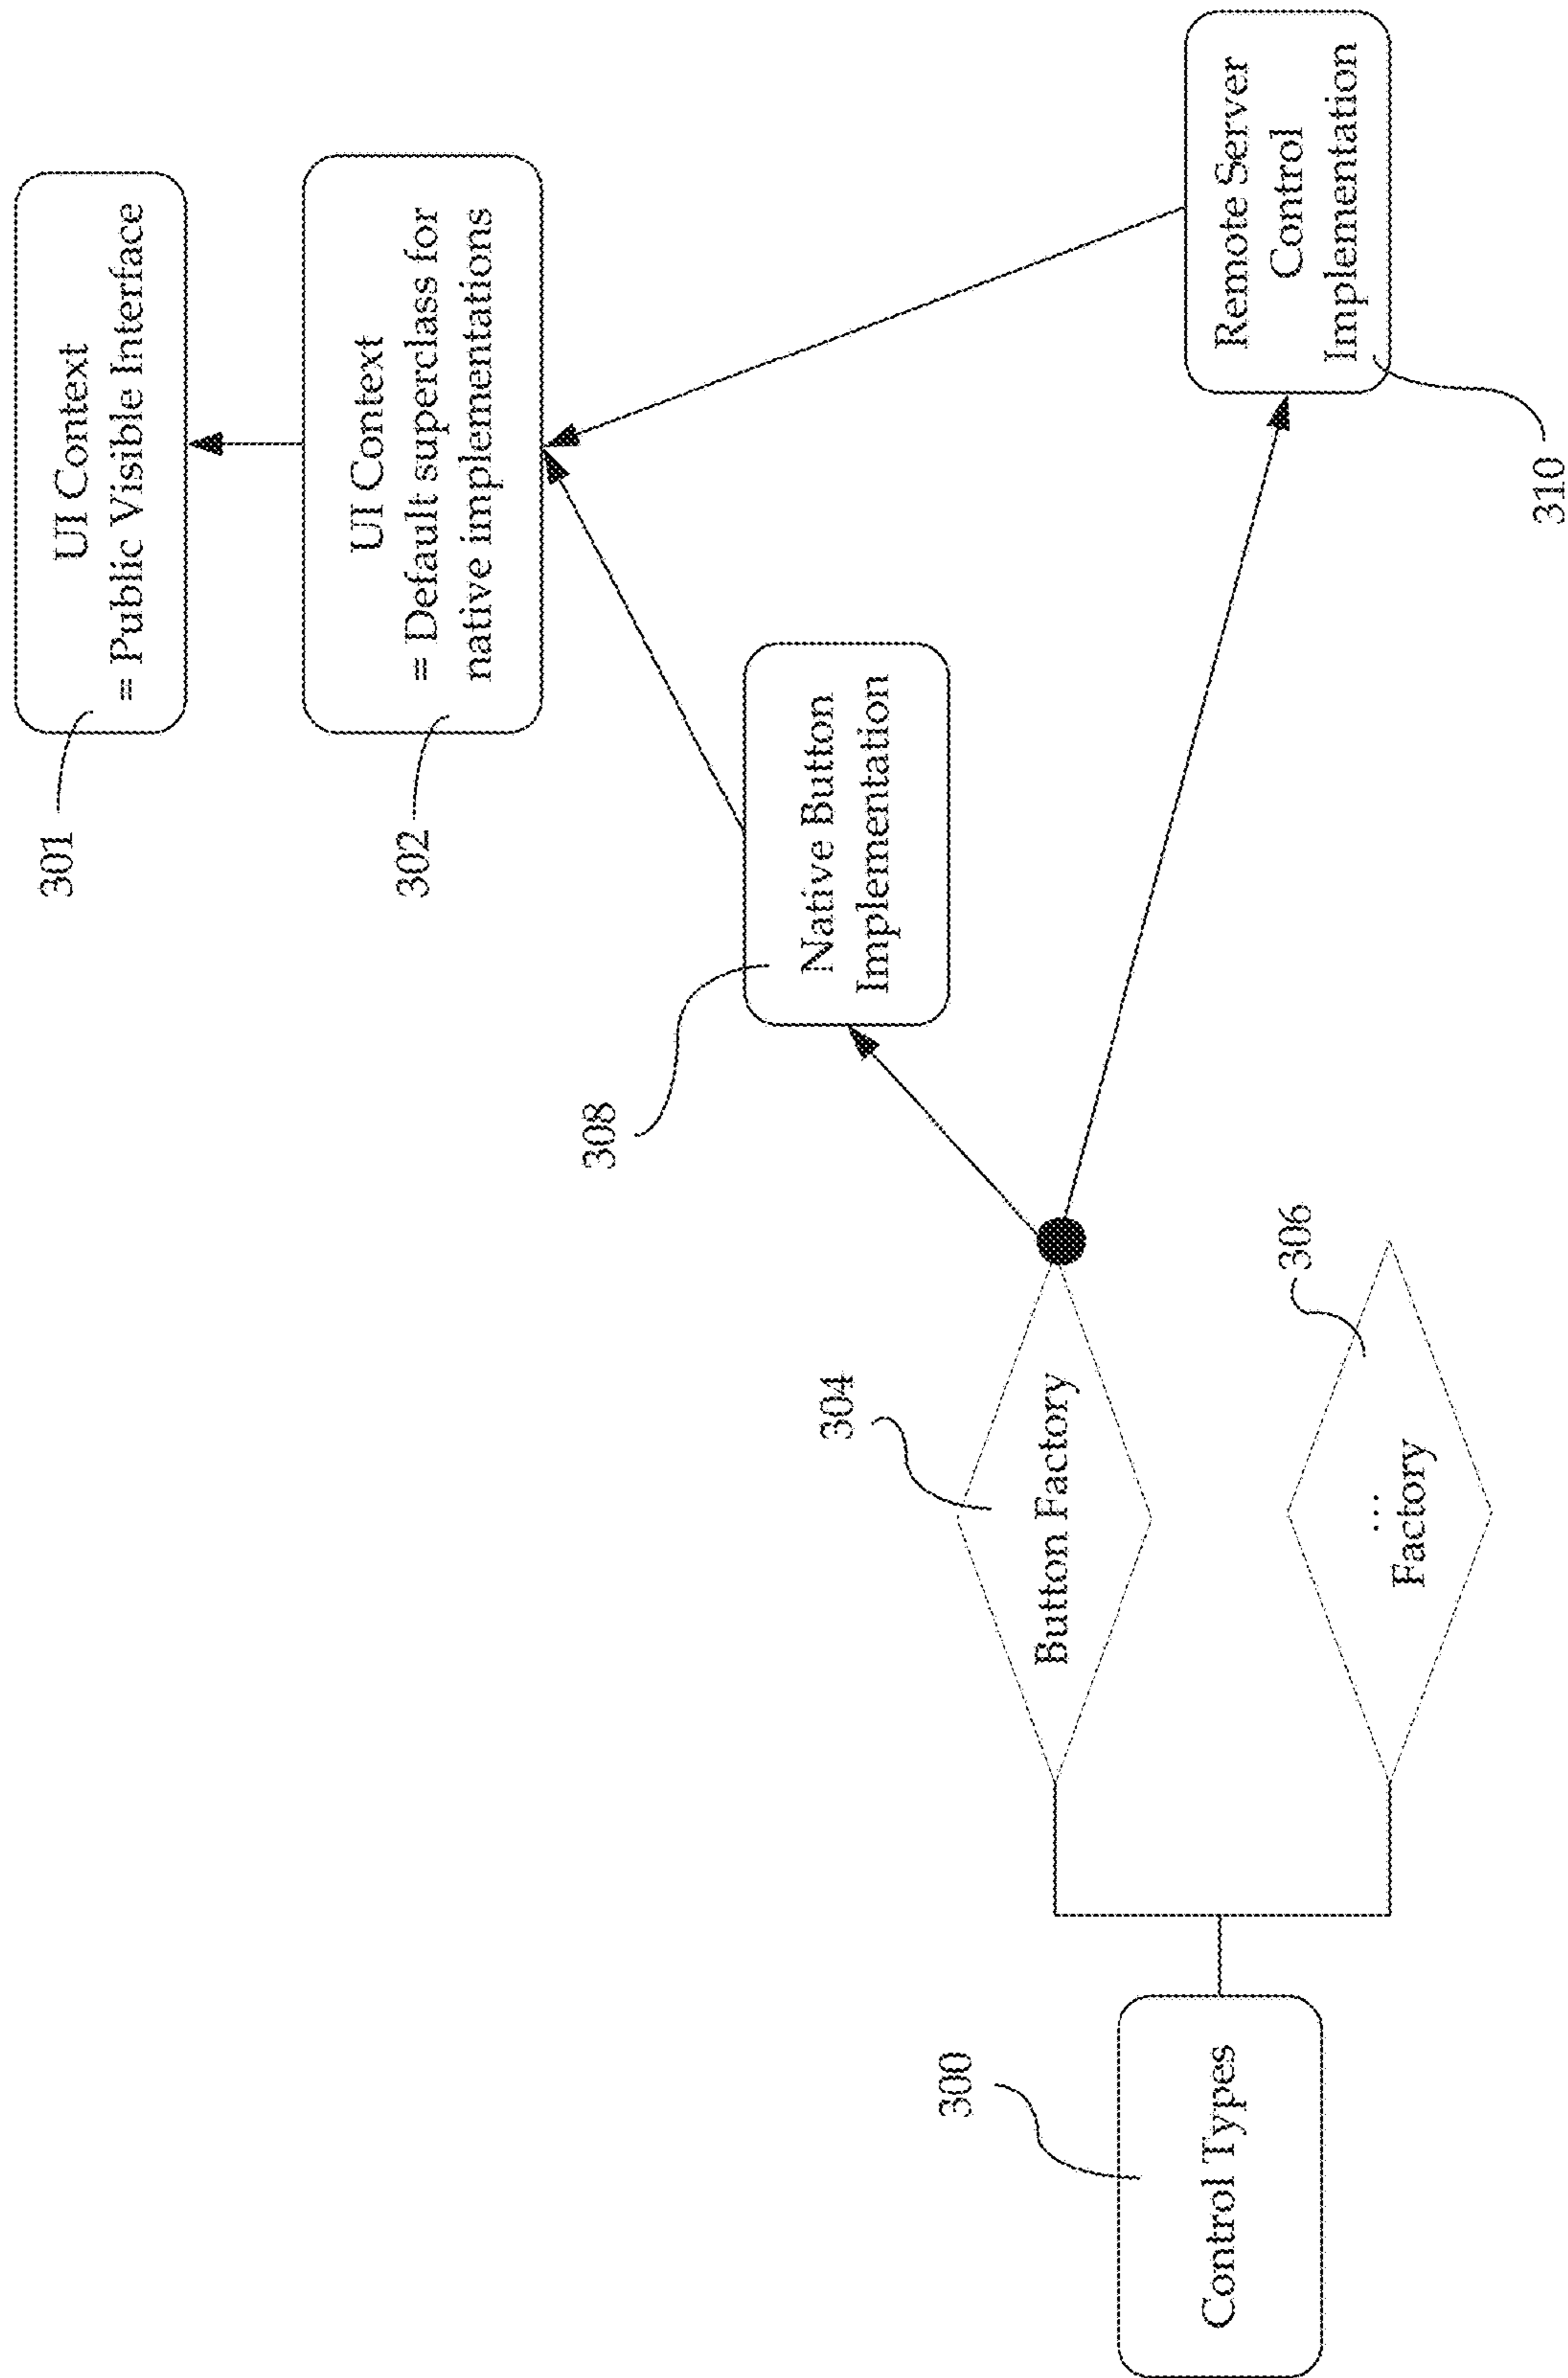 301
UI Context
= Public Visible Interface
302
UI Context
= Default superclass for
native implementations
308
Native Button
Implementation
304
Button Factory
300
Control Types
Remote Server
Control
Implementation
306
...
Factory
310